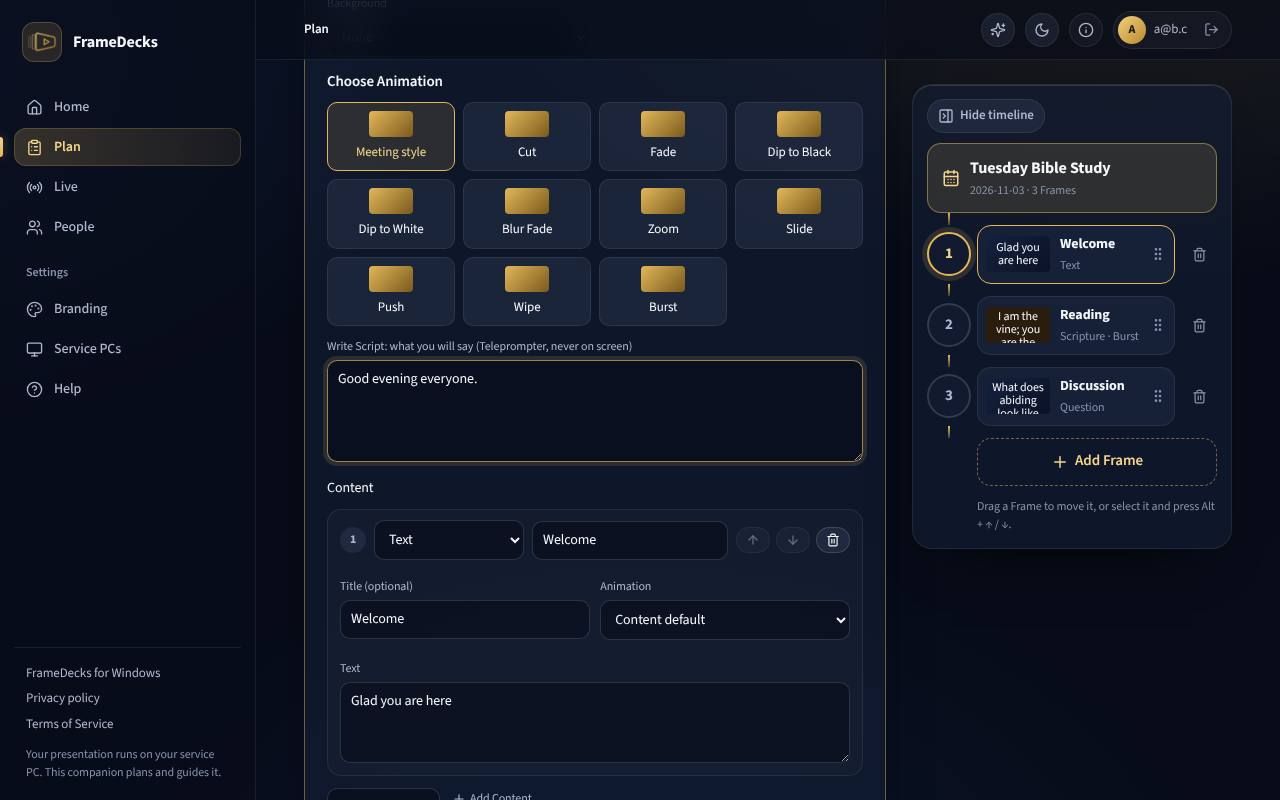 FrameDecks
Home
Plan
Live
People
Settings
Branding
Service PCs
Help
FrameDecks for Windows
Privacy policy
Terms of Service
Your presentation runs on your service
PC. This companion plans and guides it.
Background
Plan
A
a@b.c
Choose Animation
Meeting style
Cut
Fade
Dip to Black
Dip to White
Blur Fade
Zoom
Slide
Push
Wipe
Burst
Write Script: what you will say (Teleprompter, never on screen)
Good evening everyone.
Content
1
Text
Welcome
Title (optional)
Animation
Welcome
Content default
Text
Glad you are here
Add Content
Hide timeline
Tuesday Bible Study
2026-11-03 · 3 Frames
1
Glad you
are here
Welcome
Text
2
I am the
vine; you
are the
Reading
Scripture · Burst
3
What does
abiding
look like
Discussion
Question
Add Frame
Drag a Frame to move it, or select it and press Alt
+ ↑ / ↓.